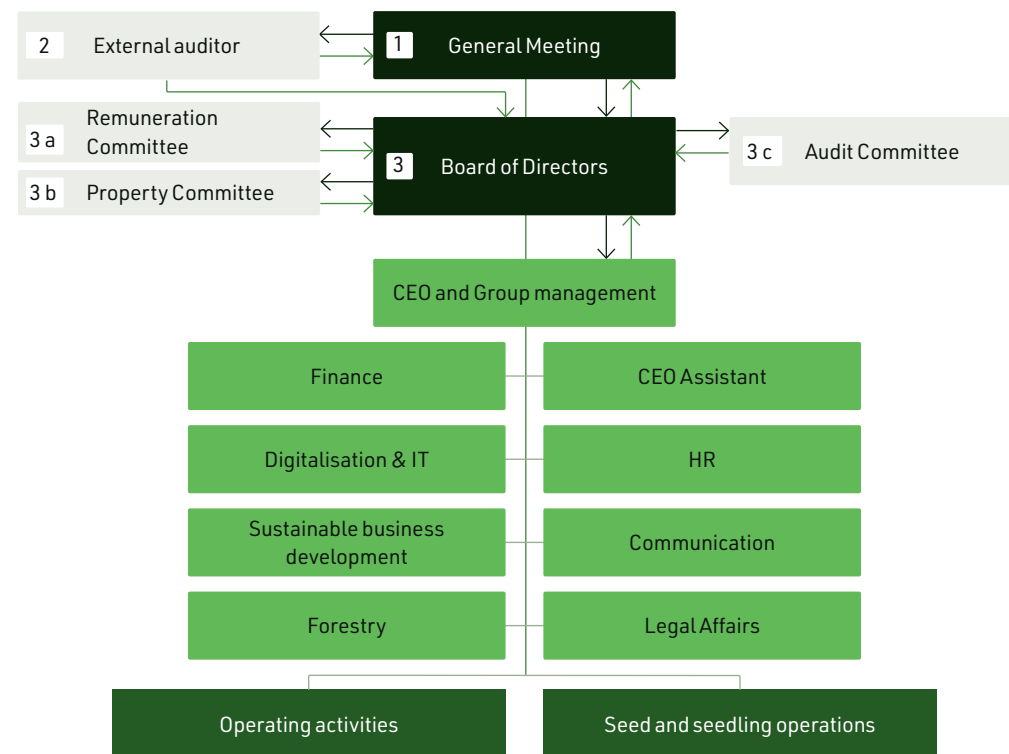 2 External auditor
1 General Meeting
3 a Remuneration
Committee
3 b Property Committee
3 Board of Directors
3 c Audit Committee
CEO and Group management
Finance
CEO Assistant
Digitalisation & IT
HR
Sustainable business
development
Communication
Forestry
Legal Affairs
Operating activities
Seed and seedling operations